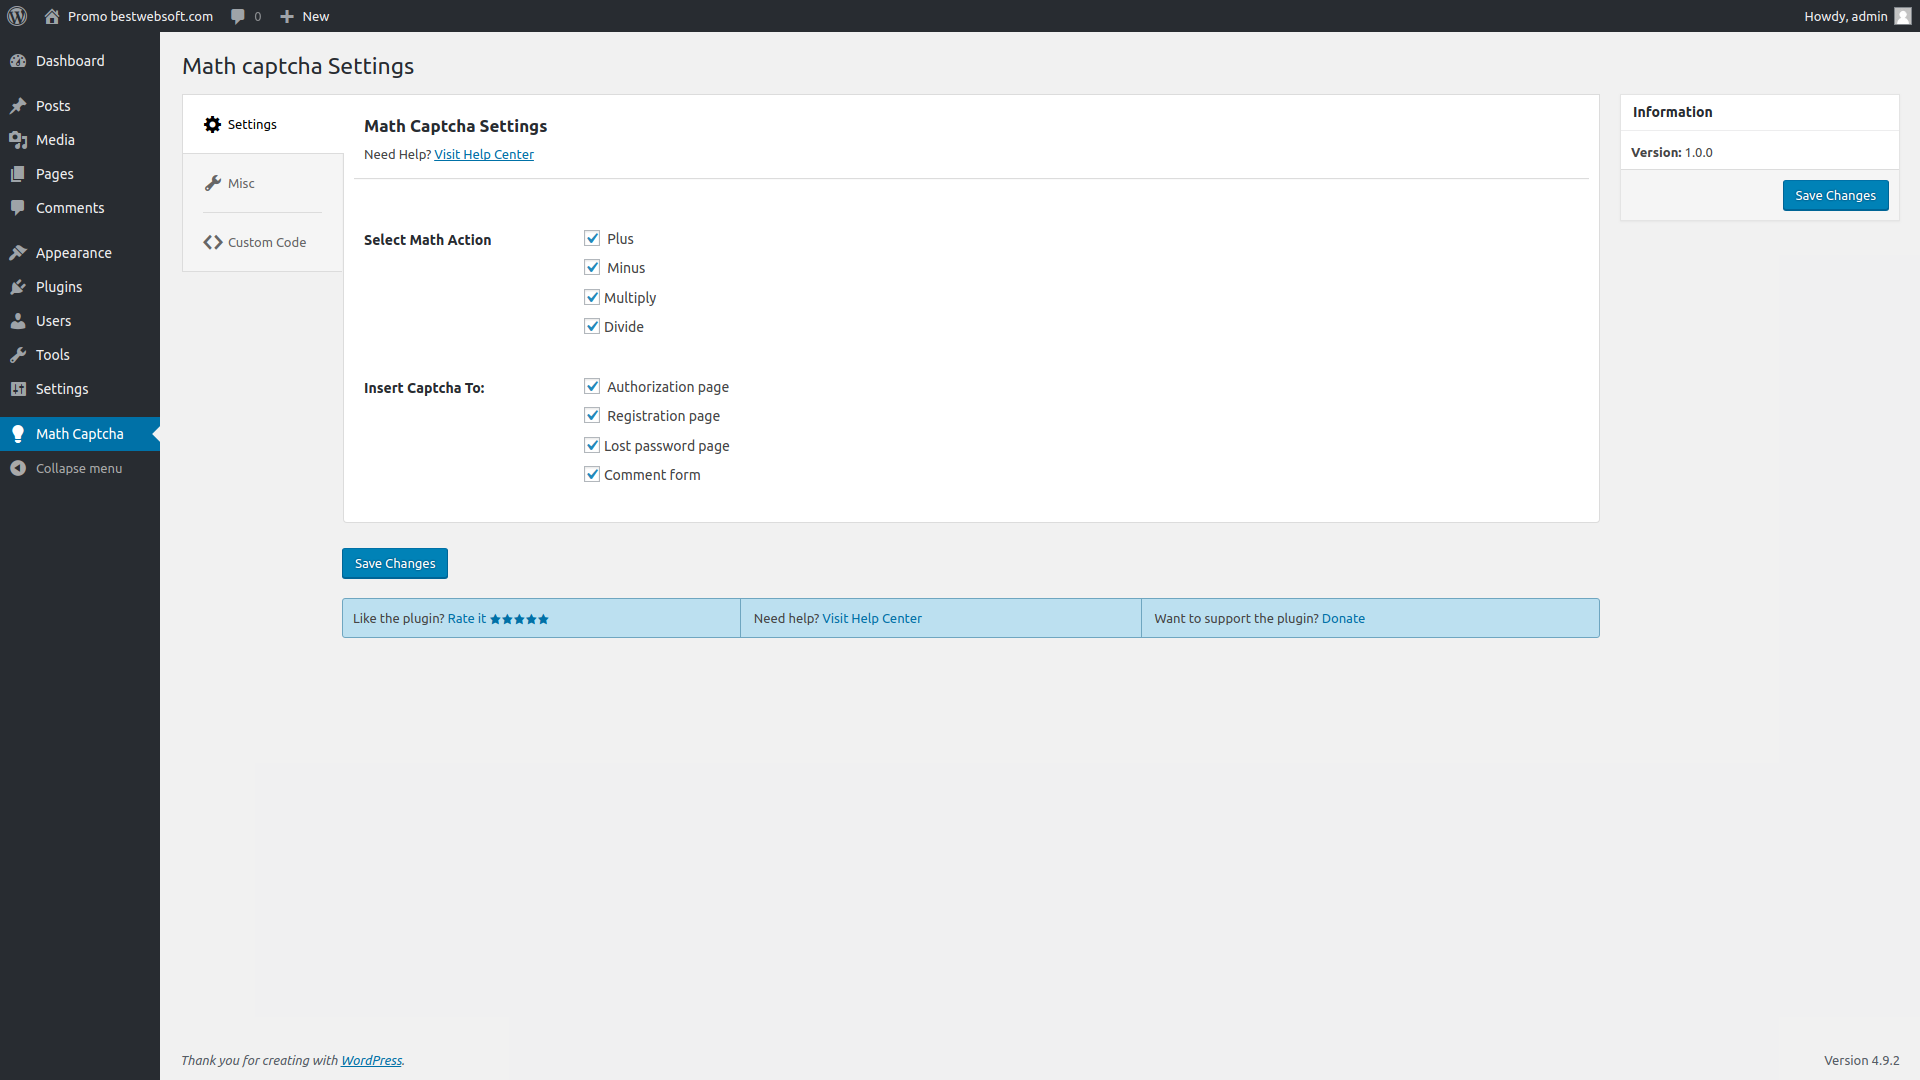 Promo bestwebsoft.com
0
New
Howdy, admin
Dashboard
Posts
Media
Pages
Comments
Appearance
Plugins
Users
Tools
Settings
Math Captcha
Collapse menu
Math captcha Settings
Settings
Misc
Custom Code
Math Captcha Settings
Need Help? Visit Help Center
Select Math Action
Plus
Minus
Multiply
Divide
Insert Captcha To:
Authorization page
Registration page
Lost password page
Comment form
Save Changes
Like the plugin? Rate it
Need help? Visit Help Center
Want to support the plugin? Donate
Information
Version: 1.0.0
Save Changes
Thank you for creating with WordPress.
Version 4.9.2